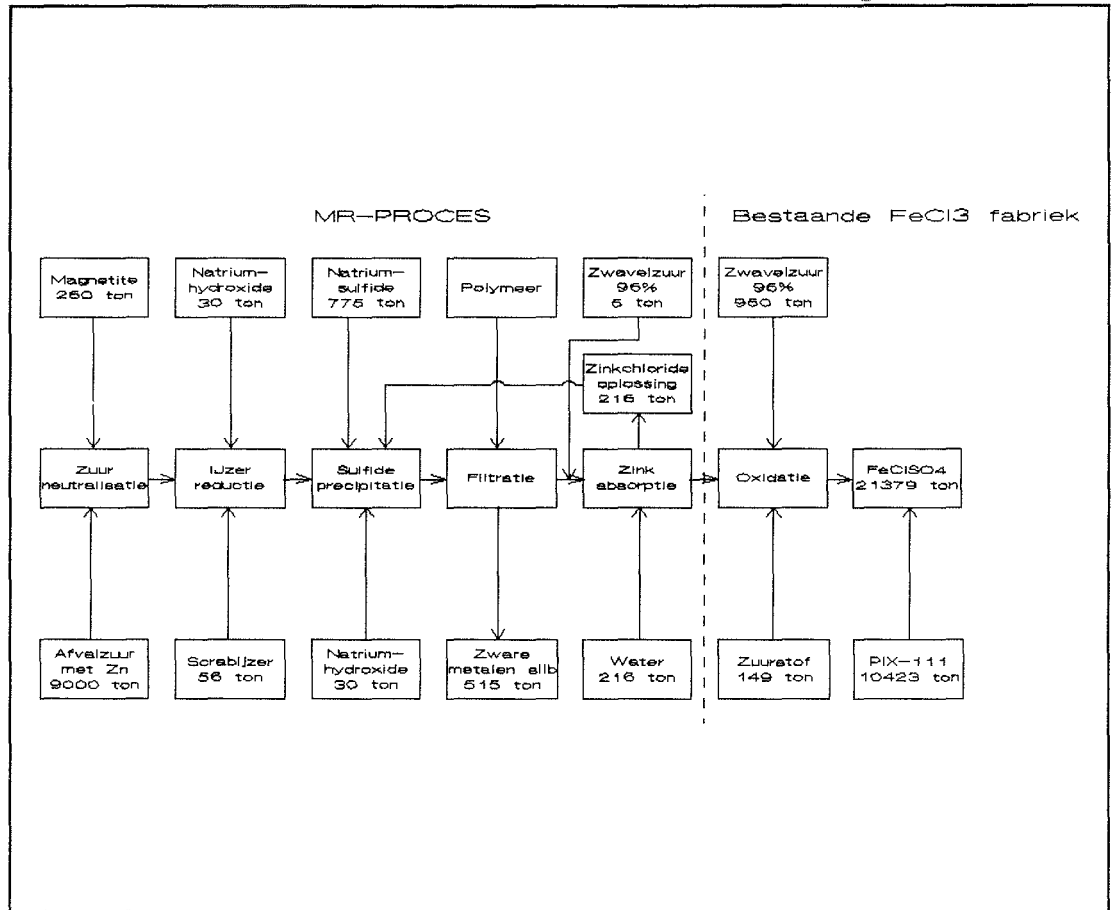 MR-PROCES
Bestaande FeCl3 fabriek
Magnetite
260 ton
Natrium-
hydroxide
30 ton
Natrium-
sulfide
775 ton
Polymeer
Zwavelzuur
96%
6 ton
Zwavelzuur
96%
960 ton
Zinkchloride
oplossing
216 ton
Zuur
neutralisatie
IJzer
reductie
Sulfide
precipitatie
Filtratie
Zink
absorptie
Oxidatie
FeClSO4
21379 ton
Afvalzuur
met Zn
9000 ton
Scrabijzer
56 ton
Natrium-
hydroxide
30 ton
Zware
metalen slib
515 ton
Water
216 ton
Zuurstof
149 ton
PIX-111
10423 ton